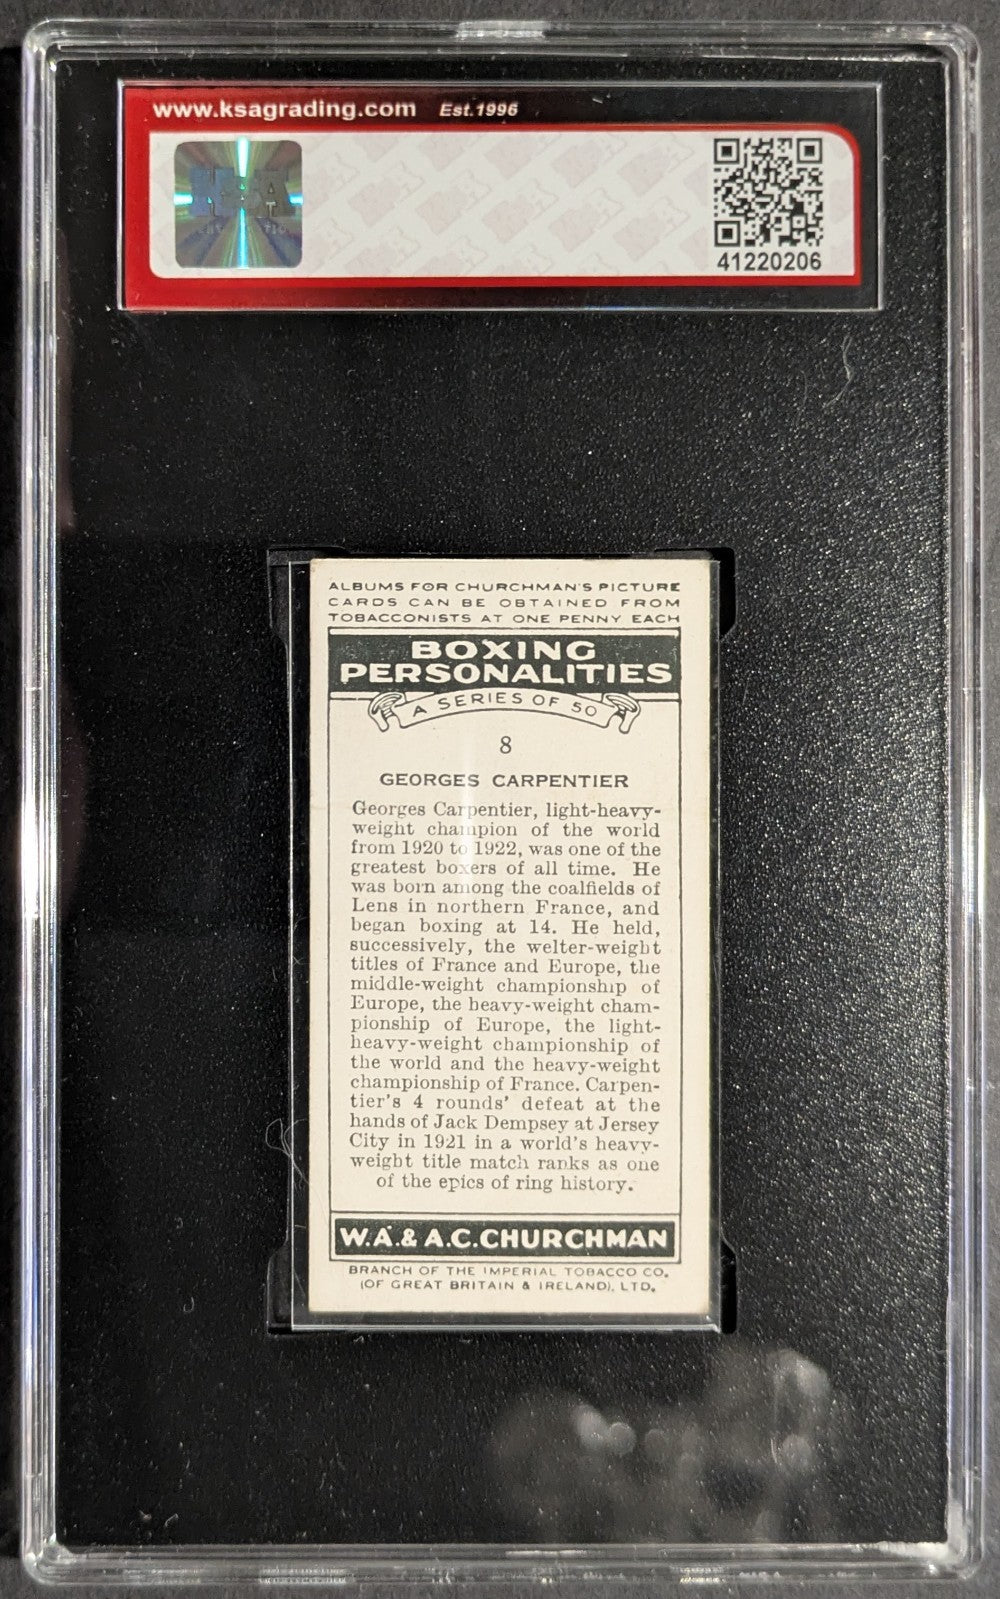 www.ksagrading.com Est.1996
KSA
41220206
ALBUMS FOR CHURCHMAN'S PICTURE
CARDS CAN BE OBTAINED FROM
TOBACCONISTS AT ONE PENNY EACH
BOXING
PERSONALITIES
A SERIES OF 50
8
GEORGES CARPENTIER
Georges Carpentier, light-heavy-
weight champion of the world
from 1920 to 1922, was one of the
greatest boxers of all time. He
was born among the coalfields of
Lens in northern France, and
began boxing at 14. He held,
successively, the welter-weight
titles of France and Europe, the
middle-weight championship of
Europe, the heavy-weight cham-
pionship of Europe, the light-
heavy-weight championship of
the world and the heavy-weight
championship of France. Carpen-
tier's 4 rounds' defeat at the
hands of Jack Dempsey at Jersey
City in 1921 in a world's heavy-
weight title match ranks as one
of the epics of ring history.
W.A. & A.C. CHURCHMAN
BRANCH OF THE IMPERIAL TOBACCO CO.
(OF GREAT BRITAIN & IRELAND), LTD.